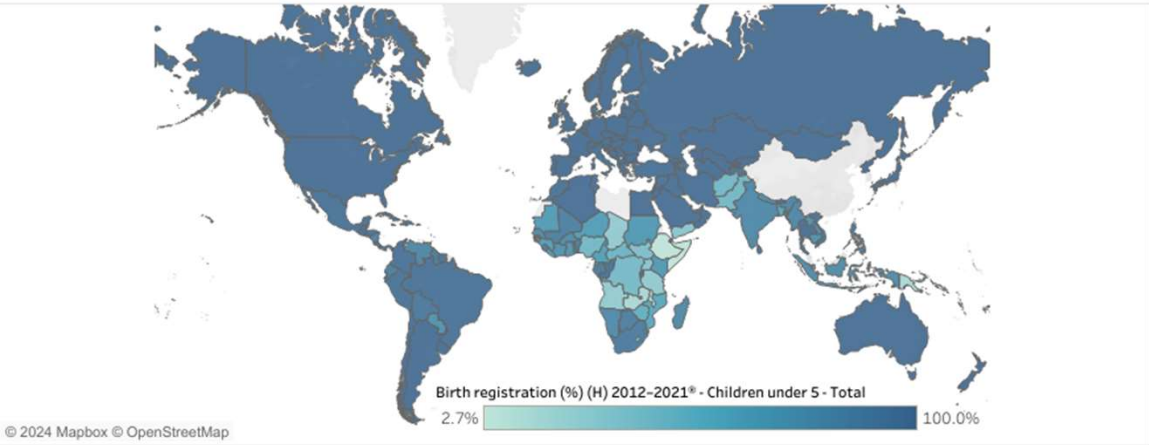 Birth registration (%) (H) 2012–2021® - Children under 5 - Total
2.7% 100.0%
© 2024 Mapbox © OpenStreetMap